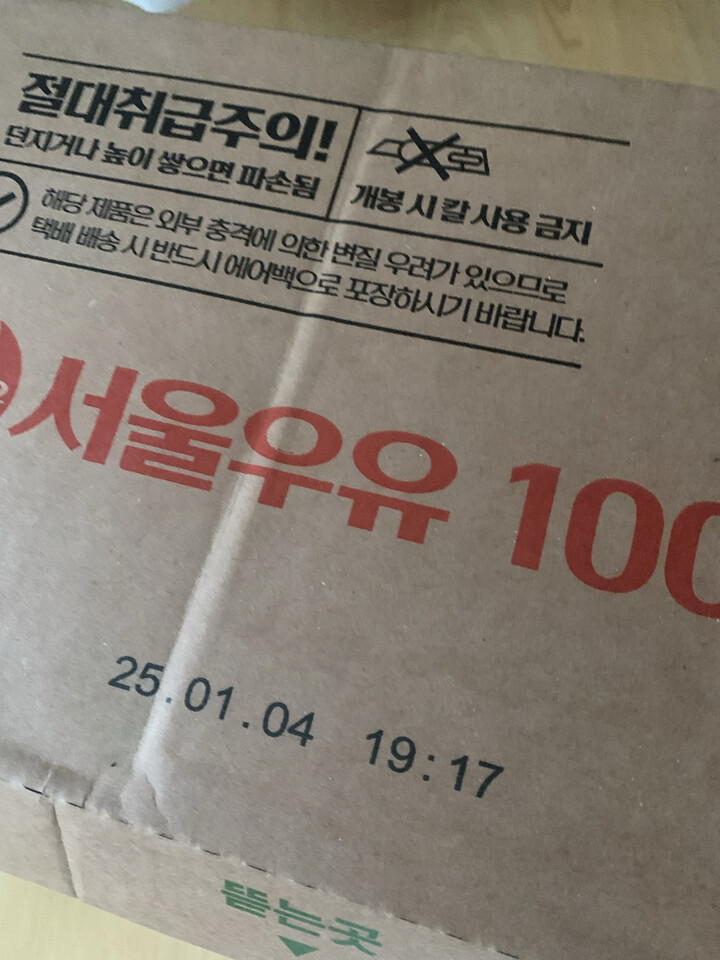 절대취급주의!
던지거나 높이 쌓으면 파손됨
개봉 시 칼 사용 금지
해당 제품은 외부 충격에 의한 변질 우려가 있으므로
택배 배송 시 반드시 에어백으로 포장하시기 바랍니다.
서울우유 100
25.01.04 19:17
뜯는곳